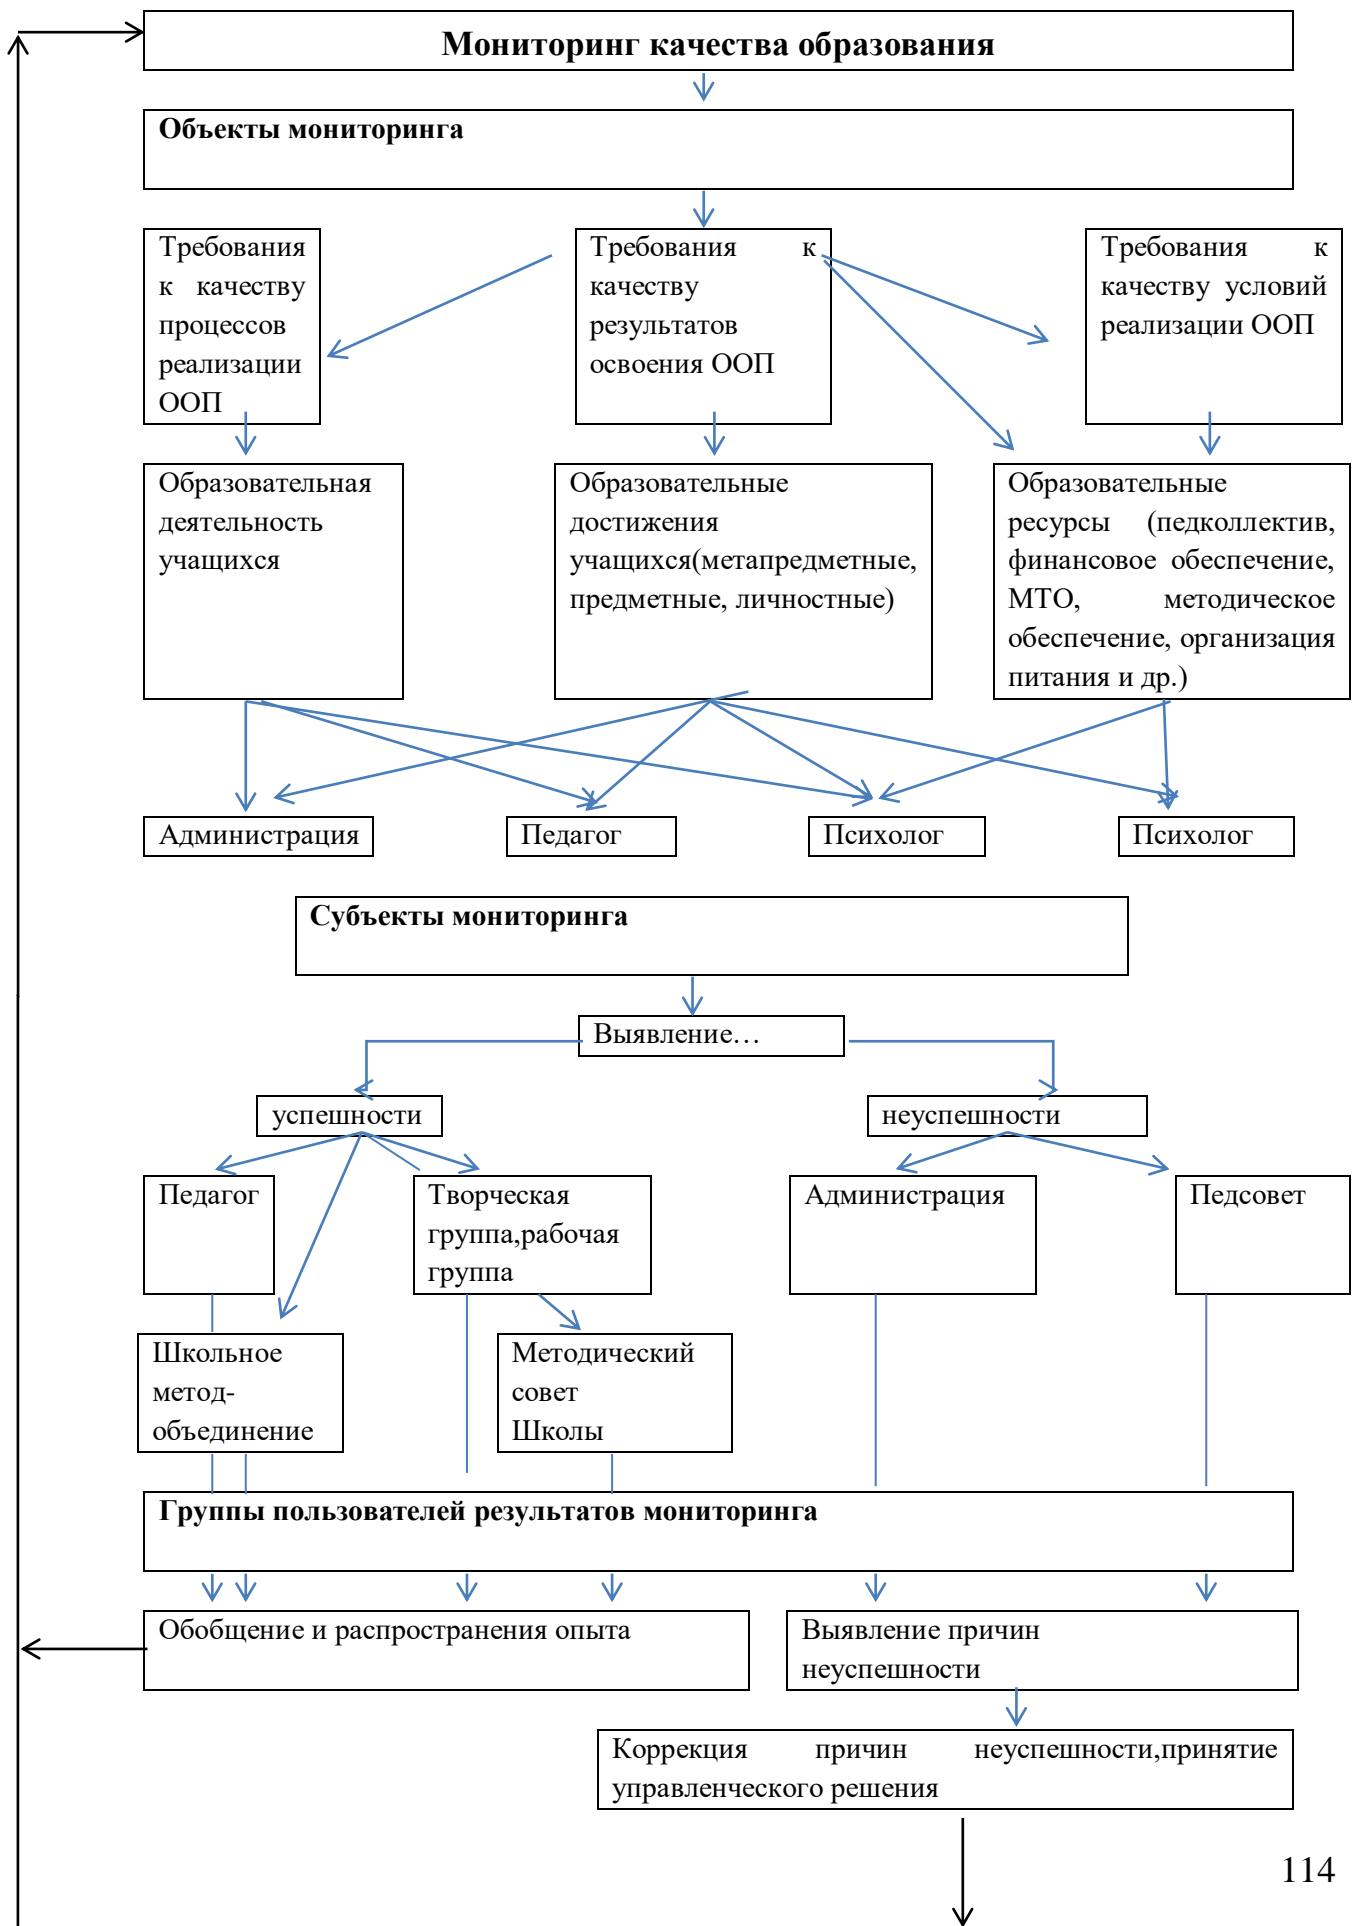 Мониторинг качества образования
Объекты мониторинга
Требования
к качеству
процессов
реализации
ООП
Требования к
качеству
результатов
освоения ООП
Требования к
качеству условий
реализации ООП
Образовательная
деятельность
учащихся
Образовательные
достижения
учащихся(метапредметные,
предметные, личностные)
Образовательные
ресурсы (педколлектив,
финансовое обеспечение,
МТО, методическое
обеспечение, организация
питания и др.)
Администрация
Педагог
Психолог
Психолог
Субъекты мониторинга
Выявление…
успешности
неуспешности
Педагог
Творческая
группа,рабочая
группа
Администрация
Педсовет
Школьное
метод-
объединение
Методический
совет
Школы
Группы пользователей результатов мониторинга
Обобщение и распространения опыта
Выявление причин
неуспешности
Коррекция причин неуспешности,принятие
управленческого решения
114